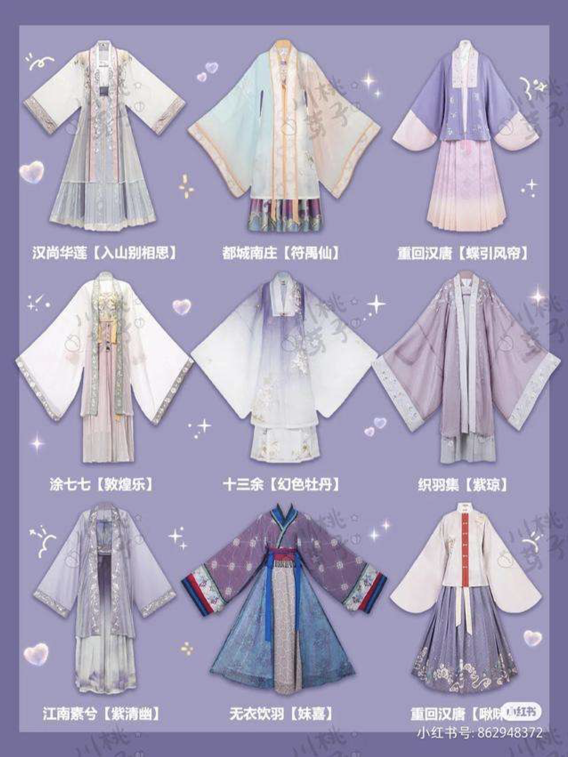 汉尚华莲【入山别相思】
都城南庄【符禺仙】
重回汉唐【蝶引风帘】
涂七七【敦煌乐】
十三余【幻色牡丹】
织羽集【紫琼】
江南素兮【紫清幽】
无衣饮羽【妹喜】
重回汉唐【啾咪
小红书
小红书号: 862948372
川桃芽子